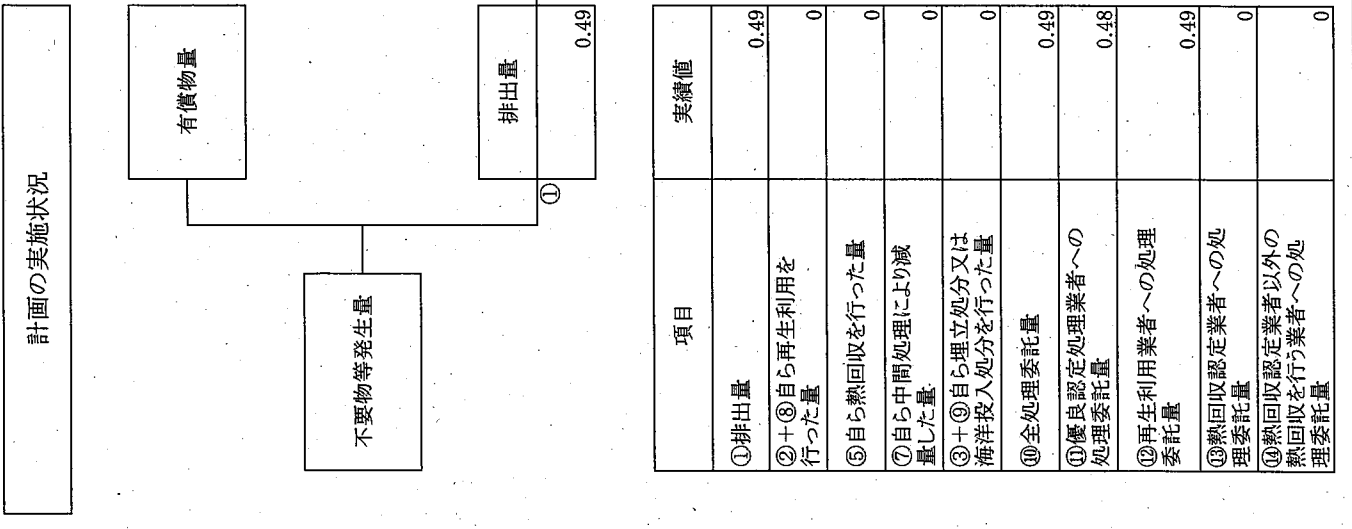 計画の実施状況
有償物量
不要物等発生量
排出量
①
0.49
項目
実績値
①排出量
0.49
②+⑧自ら再生利用を
行った量
0
⑤自ら熱回収を行った量
0
⑦自ら中間処理により減
量した量
0
③+⑨自ら埋立処分又は
海洋投入処分を行った量
0
⑩全処理委託量
0.49
⑪優良認定処理業者への
処理委託量
0.48
⑫再生利用業者への処理
委託量
0.49
⑬熱回収認定業者への処
理委託量
0
⑭熱回収認定業者以外の
熱回収を行う業者への処
理委託量
0